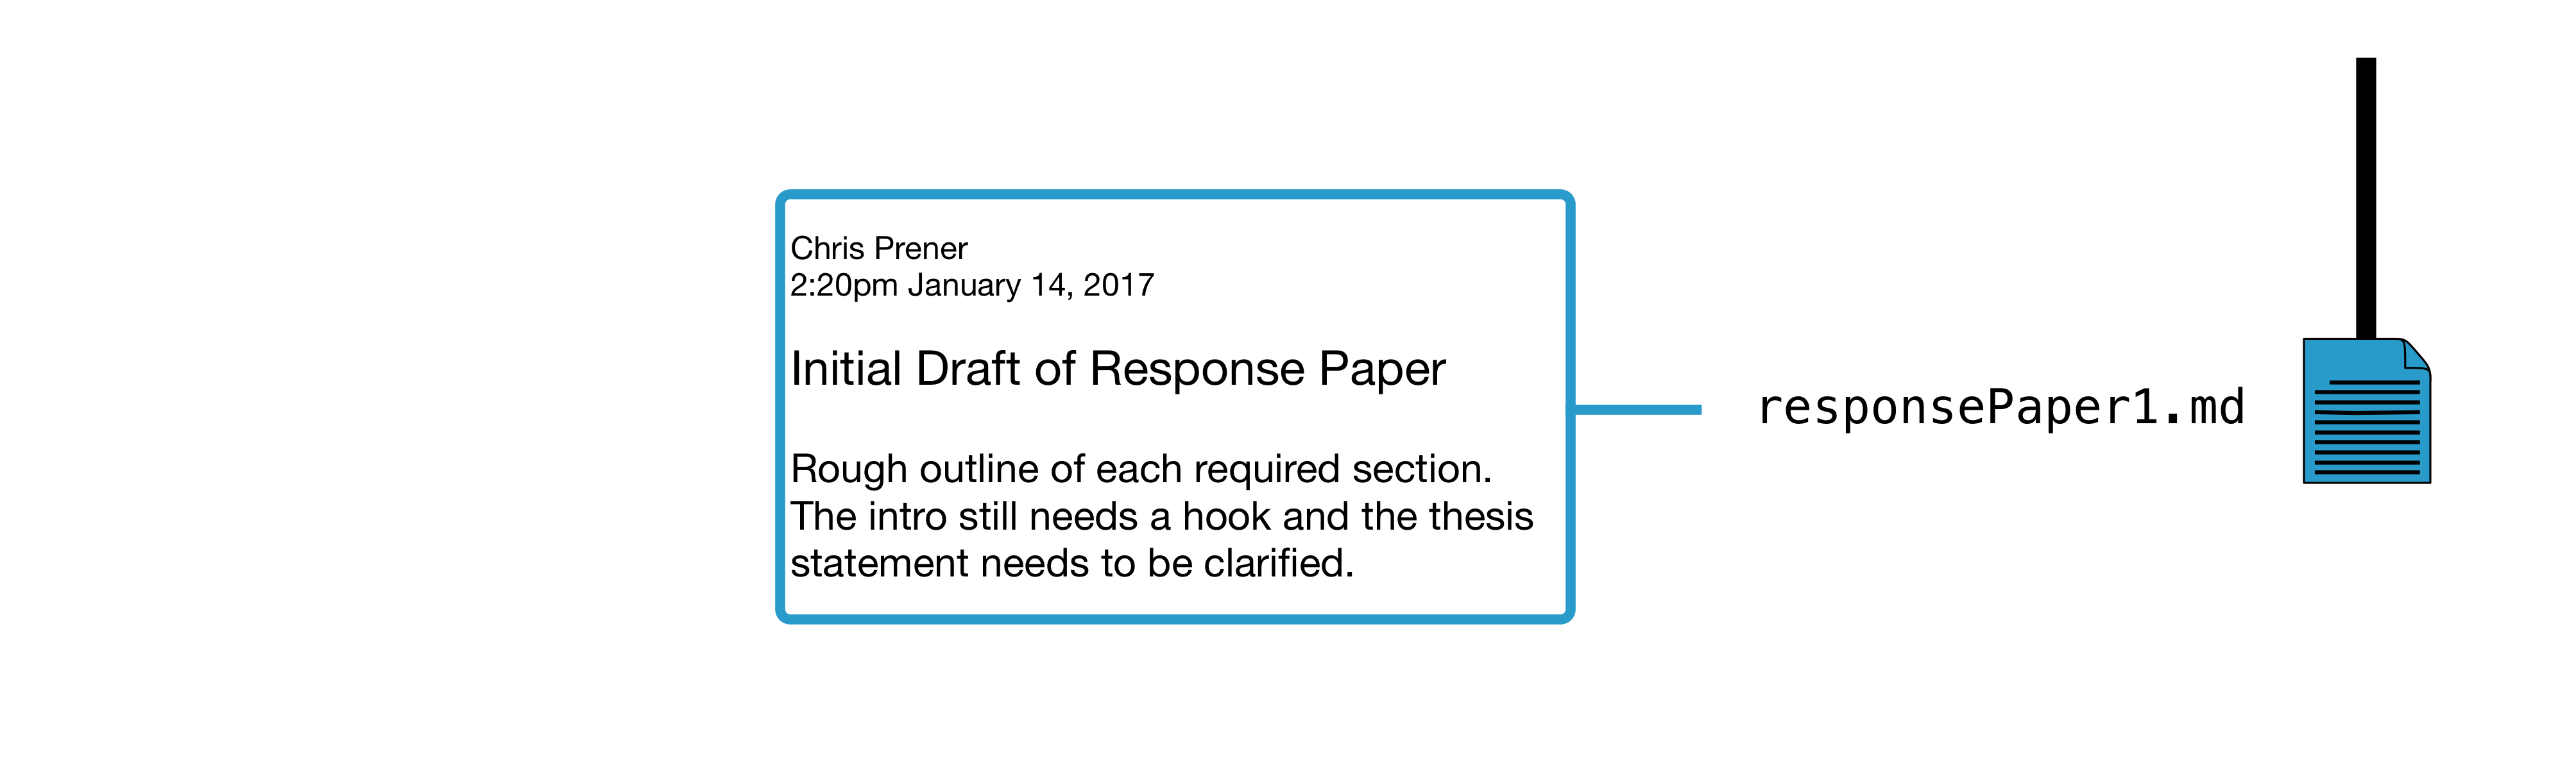 Chris Prener
2:20pm January 14, 2017
Initial Draft of Response Paper
Rough outline of each required section.
The intro still needs a hook and the thesis
statement needs to be clarified.
responsePaper1.md